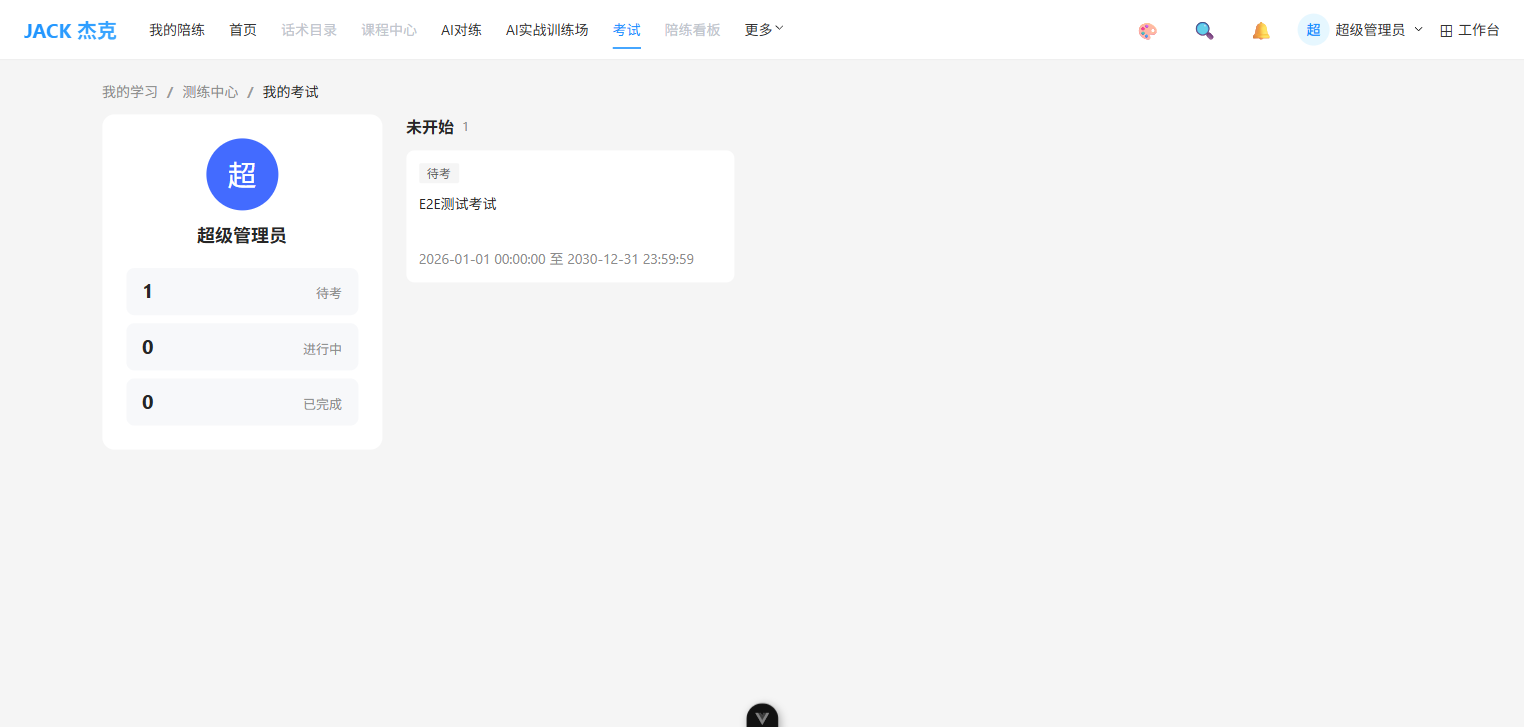 JACK 杰克 我的陪练 首页 话术目录 课程中心 AI对练 AI实战训练场 考试 陪练看板 更多 超 超级管理员 工作台
我的学习 / 测练中心 / 我的考试
超
超级管理员
1 待考
0 进行中
0 已完成
未开始 1
待考
E2E测试考试
2026-01-01 00:00:00 至 2030-12-31 23:59:59